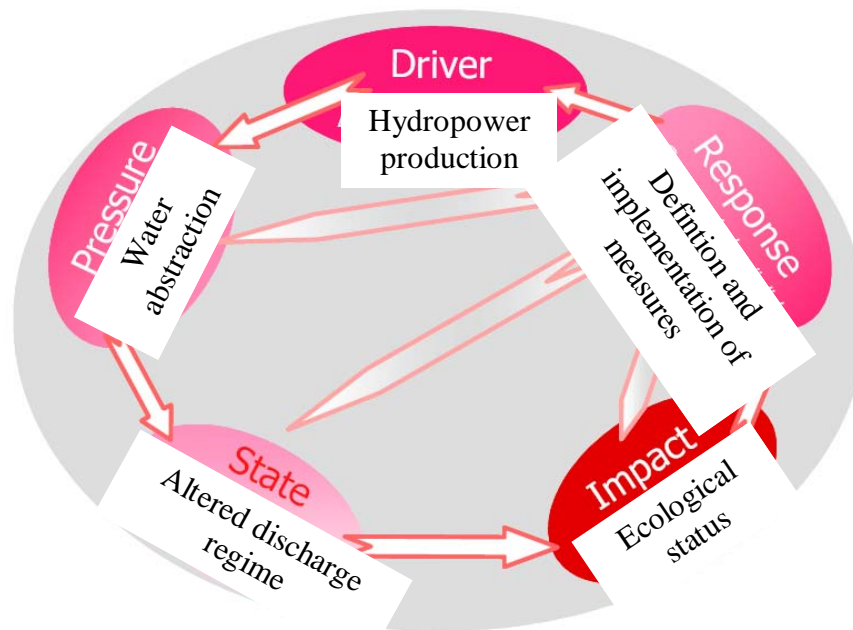 Driver
Hydropower
production
Pressure
Water
abstraction
State
Altered discharge
regime
Impact
Ecological
status
Response
Defintion and
implementation of
measures